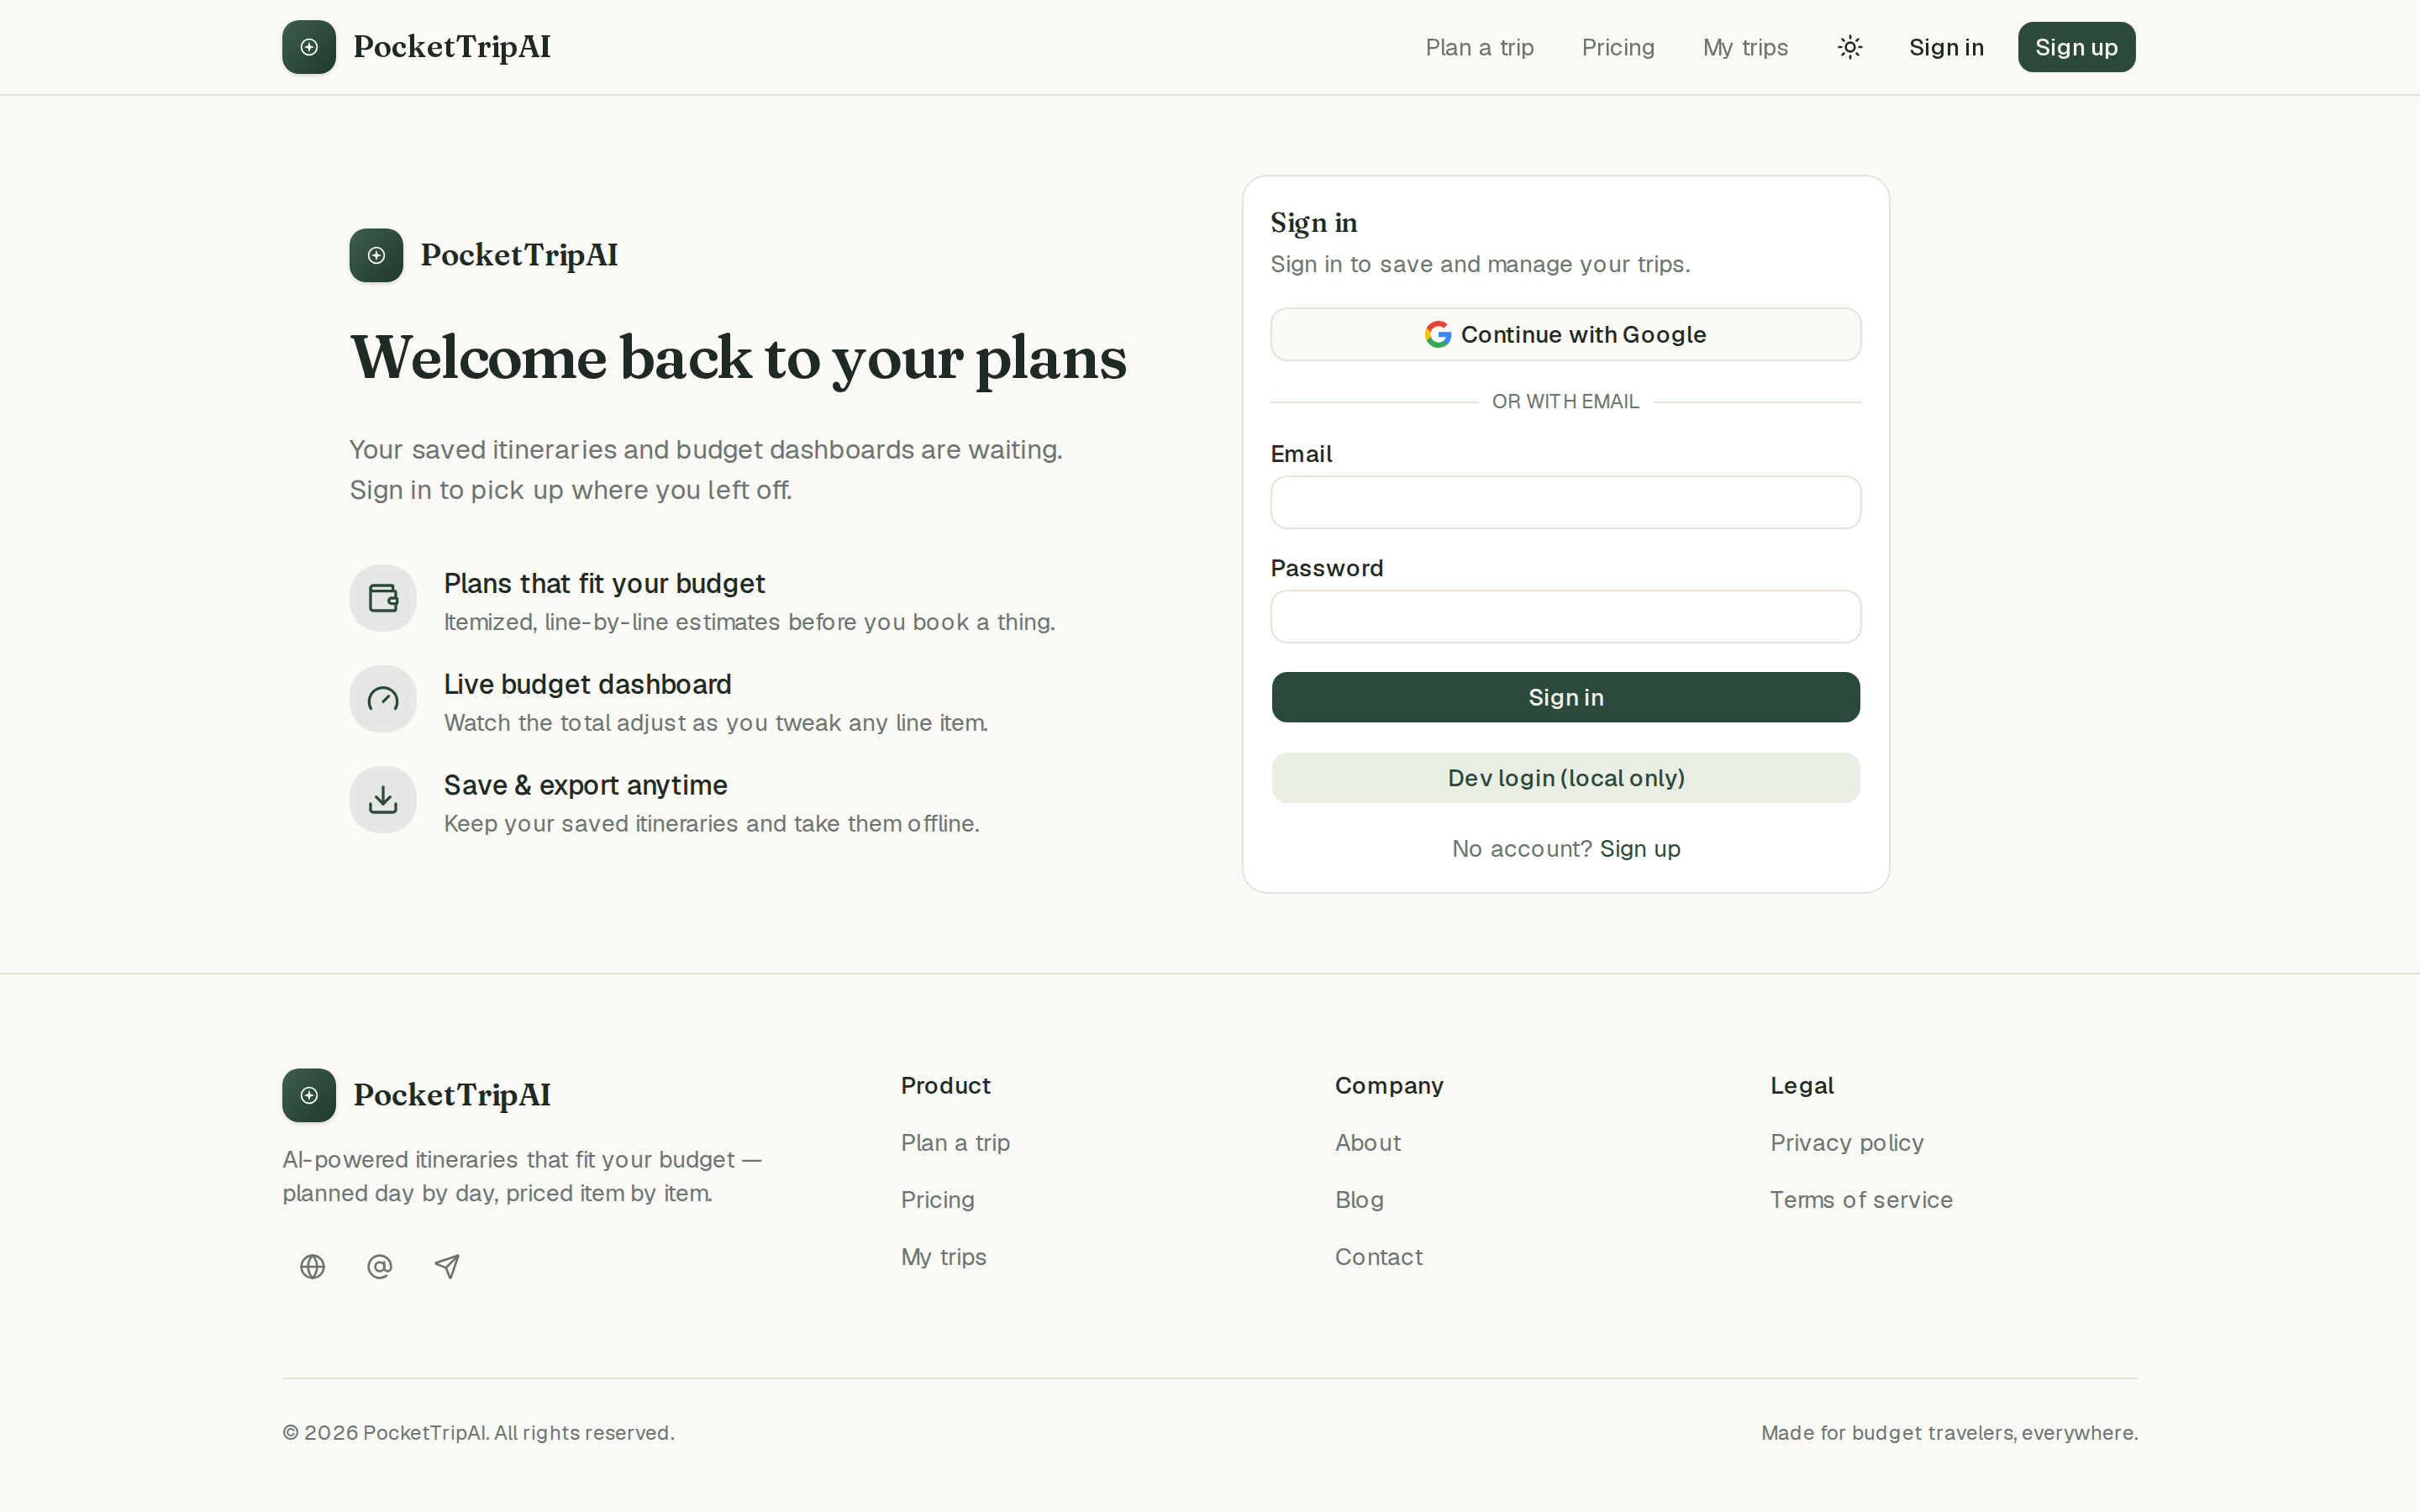 PocketTripAI
Plan a trip
Pricing
My trips
Sign in
Sign up
PocketTripAI
Welcome back to your plans
Your saved itineraries and budget dashboards are waiting.
Sign in to pick up where you left off.
Plans that fit your budget
Itemized, line-by-line estimates before you book a thing.
Live budget dashboard
Watch the total adjust as you tweak any line item.
Save & export anytime
Keep your saved itineraries and take them offline.
Sign in
Sign in to save and manage your trips.
Continue with Google
OR WITH EMAIL
Email
Password
Sign in
Dev login (local only)
No account? Sign up
PocketTripAI
AI-powered itineraries that fit your budget —
planned day by day, priced item by item.
Product
Plan a trip
Pricing
My trips
Company
About
Blog
Contact
Legal
Privacy policy
Terms of service
© 2026 PocketTripAI. All rights reserved.
Made for budget travelers, everywhere.